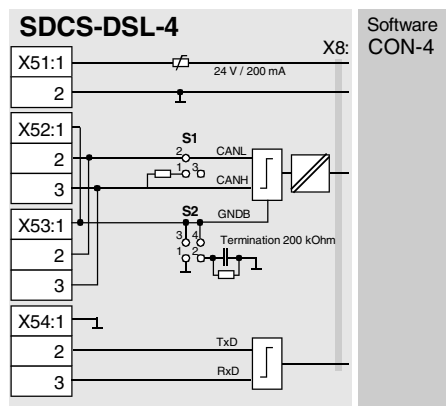 SDCS-DSL-4
Software
CON-4
X8:
X51:1
24 V / 200 mA
2
X52:1
S1
2
2
CANL
1 3
3
CANH
X53:1
S2
GNDB
3 4
Termination 200 kOhm
2
1 2
3
X54:1
2
TxD
3
RxD